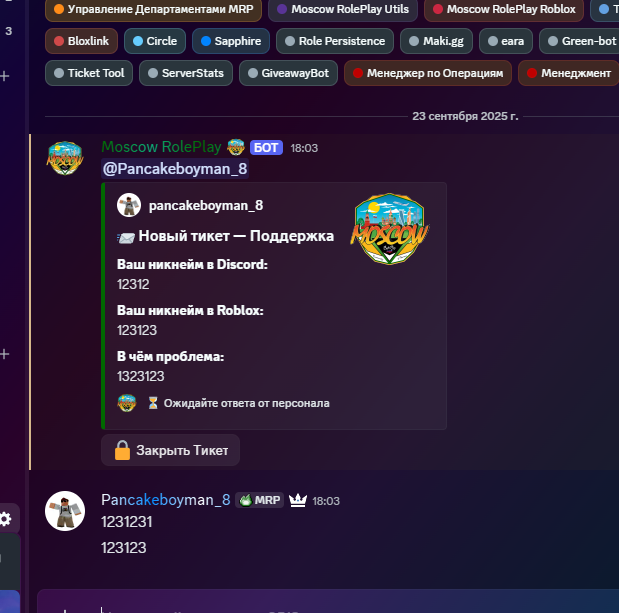 Управление Департаментами MRP
Moscow RolePlay Utils
Moscow RolePlay Roblox
3
Bloxlink
Circle
Sapphire
Role Persistence
Maki.gg
eara
Green-bot
Ticket Tool
ServerStats
GiveawayBot
Менеджер по Операциям
Менеджмент
23 сентября 2025 г.
Moscow RolePlay
БОТ
18:03
@Pancakeboyman_8
pancakeboyman_8
Новый тикет — Поддержка
MOSCOW
Ваш никнейм в Discord:
12312
Ваш никнейм в Roblox:
123123
В чём проблема:
1323123
Ожидайте ответа от персонала
Закрыть Тикет
Pancakeboyman_8
MRP
18:03
1231231
123123